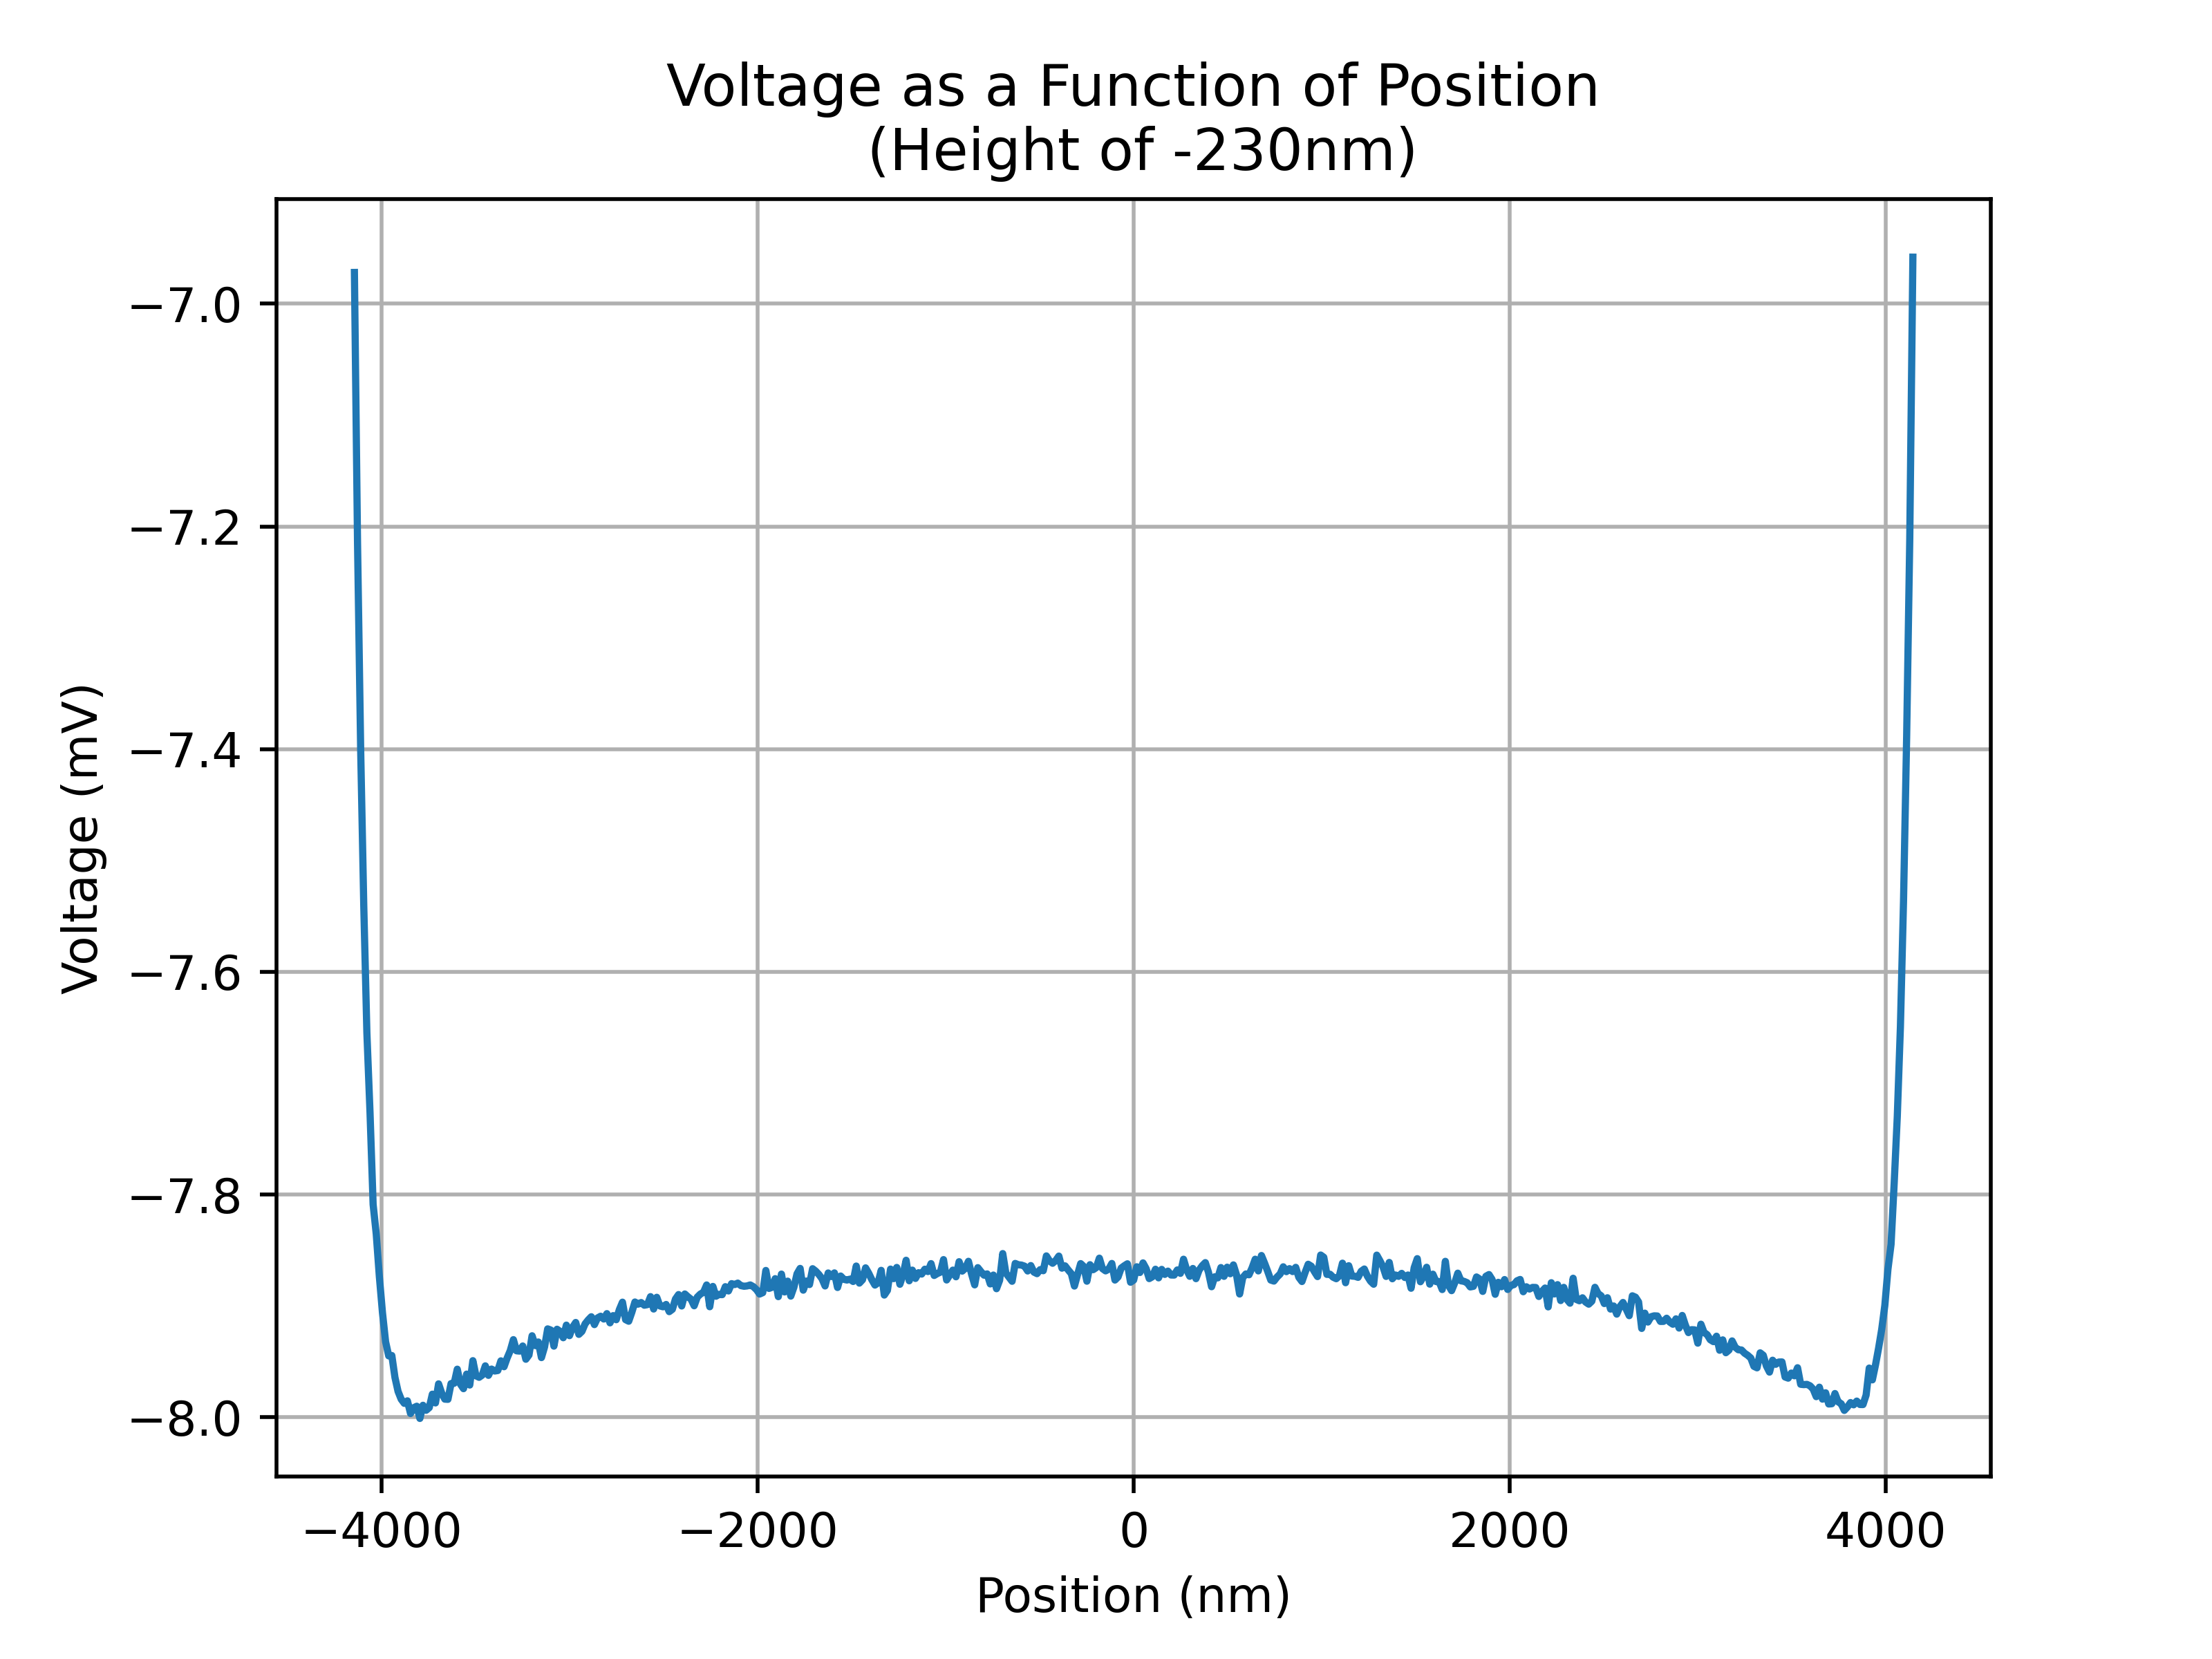 Voltage as a Function of Position
(Height of -230nm)
−7.0
−7.2
−7.4
−7.6
−7.8
−8.0
Voltage (mV)
−4000 −2000 0 2000 4000
Position (nm)